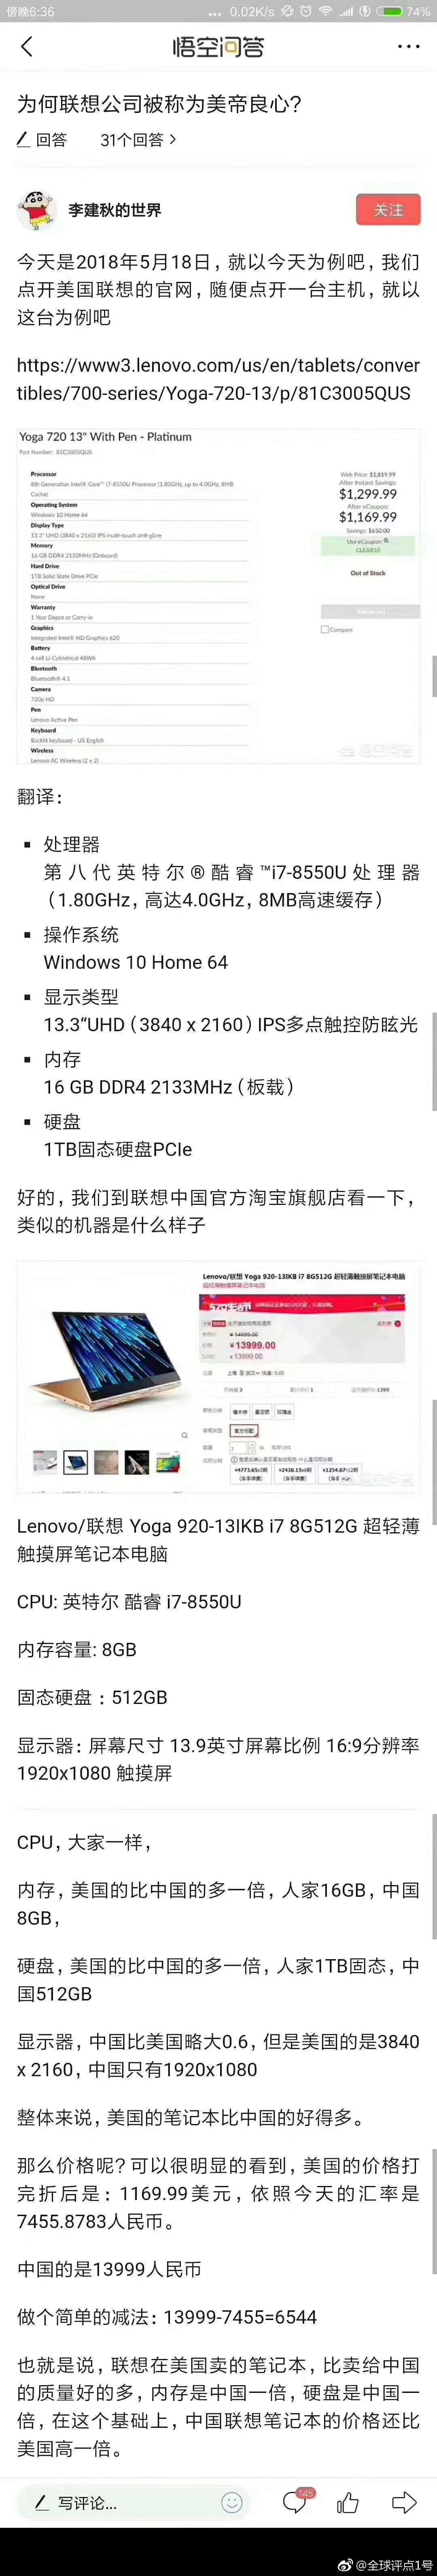 傍晚6:36
... 0.02K/s 74%
悟空问答
为何联想公司被称为美帝良心?
回答 31个回答
李建秋的世界
关注
今天是2018年5月18日，就以今天为例吧，我们
点开美国联想的官网，随便点开一台主机，就以
这台为例吧
https://www3.lenovo.com/us/en/tablets/conver
tibles/700-series/Yoga-720-13/p/81C3005QUS
Yoga 720 13" With Pen - Platinum
Part Number: 81C3005QUS
Processor
8th Generation Intel® Core™ i7-8550U Processor (1.80GHz, up to 4.0GHz, 8MB
Cache)
Operating System
Windows 10 Home 64
Display Type
13.3" UHD (3840 x 2160) IPS multi-touch anti-glare
Memory
16 GB DDR4 2133MHz (Onboard)
Hard Drive
1TB Solid State Drive PCIe
Optical Drive
None
Warranty
1 Year Depot or Carry-in
Graphics
Integrated Intel® HD Graphics 620
Battery
4 cell Li-Cylindrical 48Wh
Bluetooth
Bluetooth® 4.1
Camera
720p HD
Pen
Lenovo Active Pen
Keyboard
Backlit keyboard - US English
Wireless
Lenovo AC Wireless (2 x 2)
Web Price: $1,819.99
After Instant Savings:
$1,299.99
After eCoupon:
$1,169.99
Savings: $650.00
Use eCoupon
CLEAR10
Out of Stock
Add to cart
Compare
悟空问答
翻译：
▪ 处理器
第八代英特尔®酷睿™i7-8550U处理器
（1.80GHz，高达4.0GHz，8MB高速缓存）
▪ 操作系统
Windows 10 Home 64
▪ 显示类型
13.3“UHD（3840 x 2160）IPS多点触控防眩光
▪ 内存
16 GB DDR4 2133MHz（板载）
▪ 硬盘
1TB固态硬盘PCIe
好的，我们到联想中国官方淘宝旗舰店看一下，
类似的机器是什么样子
Lenovo/联想 Yoga 920-13IKB i7 8G512G 超轻薄触摸屏笔记本电脑
超轻薄触摸屏笔记本电脑
¥14999.00
¥13999.00
¥13999.00
官方标配
Lenovo/联想 Yoga 920-13IKB i7 8G512G 超轻薄
触摸屏笔记本电脑
CPU: 英特尔 酷睿 i7-8550U
内存容量: 8GB
固态硬盘：512GB
显示器：屏幕尺寸 13.9英寸屏幕比例 16:9分辨率
1920x1080 触摸屏
CPU，大家一样，
内存，美国的比中国的多一倍，人家16GB，中国
8GB，
硬盘，美国的比中国的多一倍，人家1TB固态，中
国512GB
显示器，中国比美国略大0.6，但是美国的是3840
x 2160，中国只有1920x1080
整体来说，美国的笔记本比中国的好得多。
那么价格呢? 可以很明显的看到，美国的价格打
完折后是：1169.99美元，依照今天的汇率是
7455.8783人民币。
中国的是13999人民币
做个简单的减法: 13999-7455=6544
也就是说，联想在美国卖的笔记本，比卖给中国
的质量好的多，内存是中国一倍，硬盘是中国一
倍，在这个基础上，中国联想笔记本的价格还比
美国高一倍。
写评论...
145
@全球评点1号